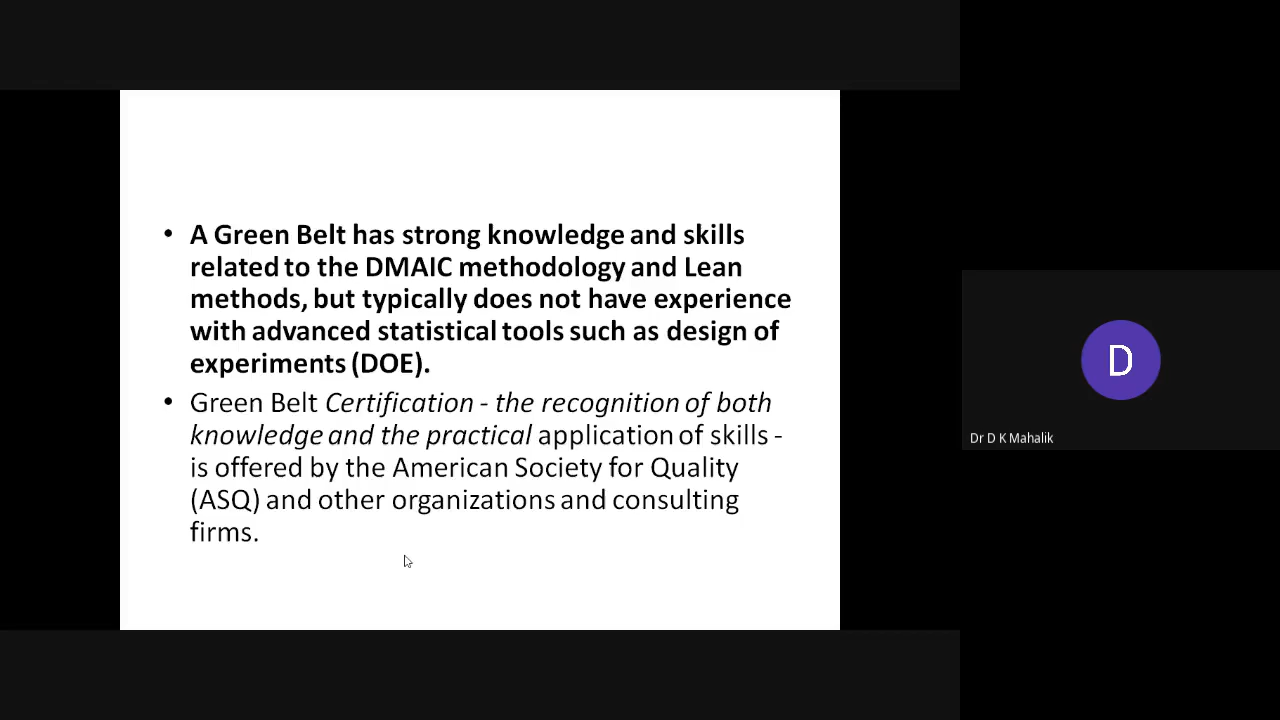 • A Green Belt has strong knowledge and skills
related to the DMAIC methodology and Lean
methods, but typically does not have experience
with advanced statistical tools such as design of
experiments (DOE).
• Green Belt Certification - the recognition of both
knowledge and the practical application of skills -
is offered by the American Society for Quality
(ASQ) and other organizations and consulting
firms.
D
Dr D K Mahalik